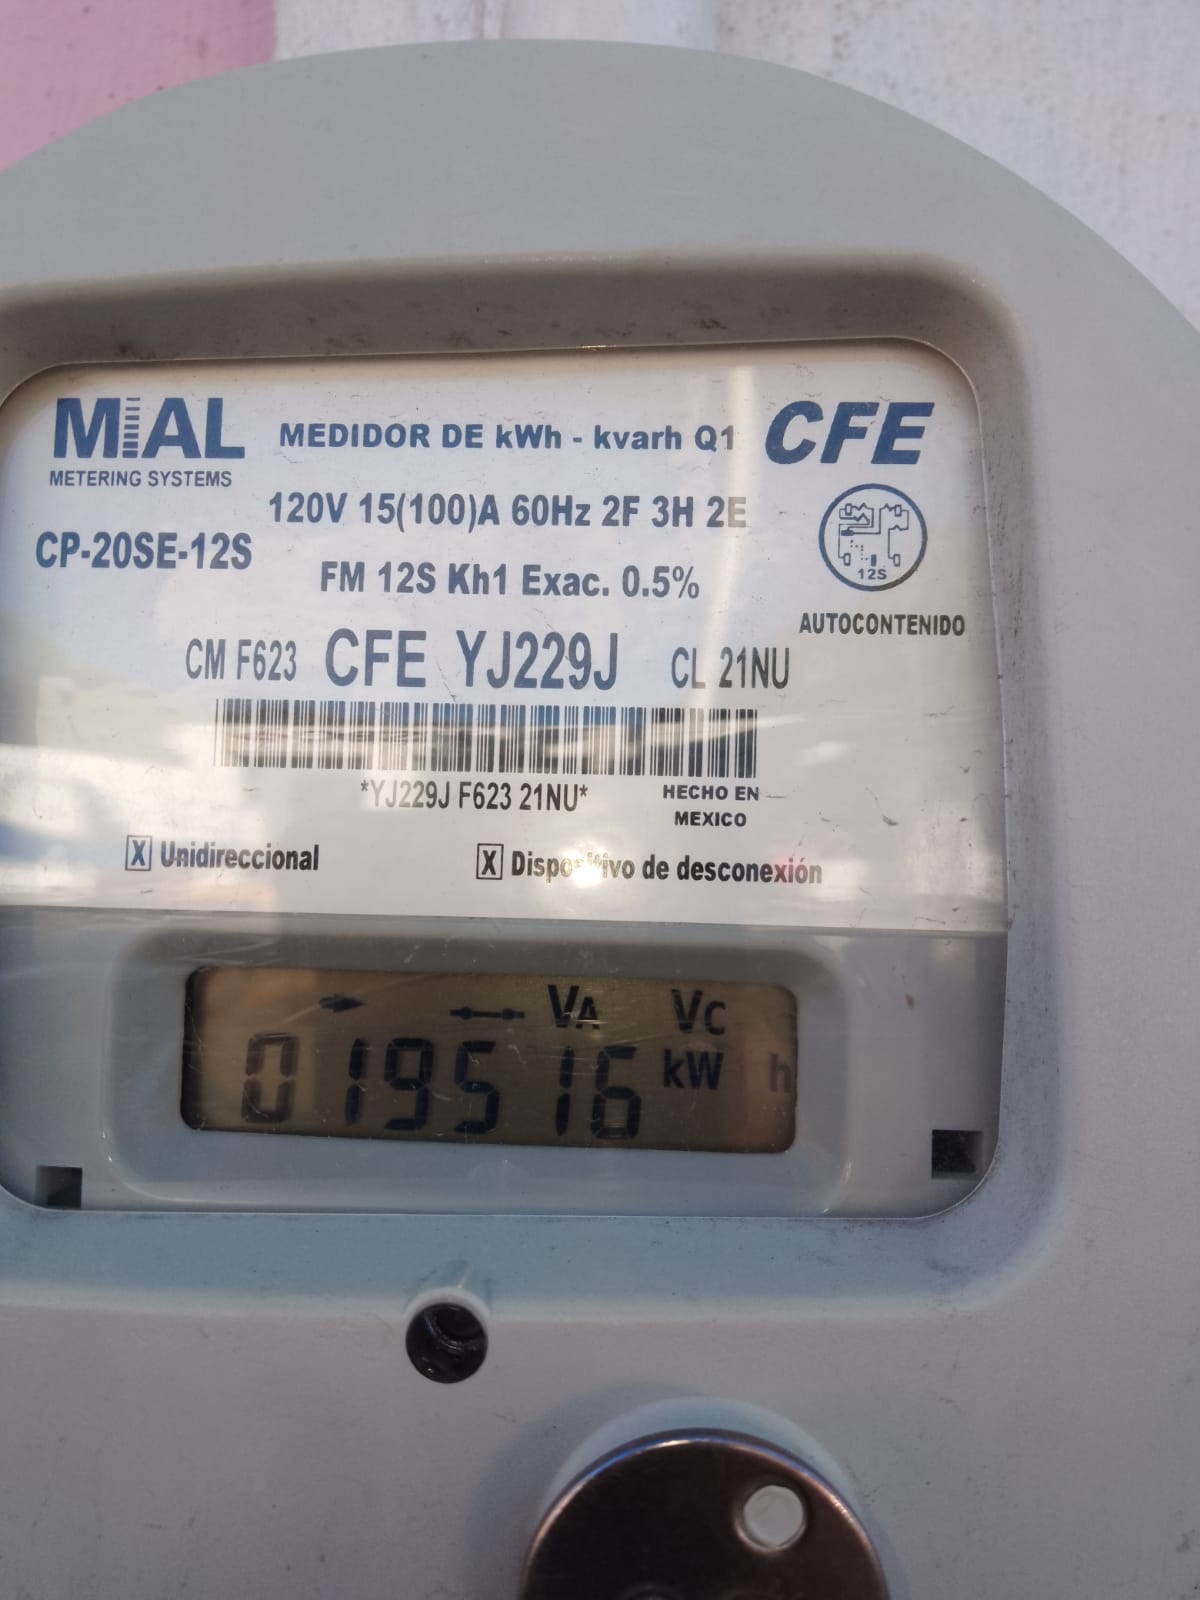 MIAL
METERING SYSTEMS
MEDIDOR DE kWh - kvarh Q1
CFE
120V 15(100)A 60Hz 2F 3H 2E
CP-20SE-12S
FM 12S Kh1 Exac. 0.5%
12S
AUTOCONTENIDO
CM F623 CFE YJ229J CL 21NU
*YJ229J F623 21NU*
HECHO EN
MEXICO
X Unidireccional
X Dispositivo de desconexión
VA VC
019516 kW h